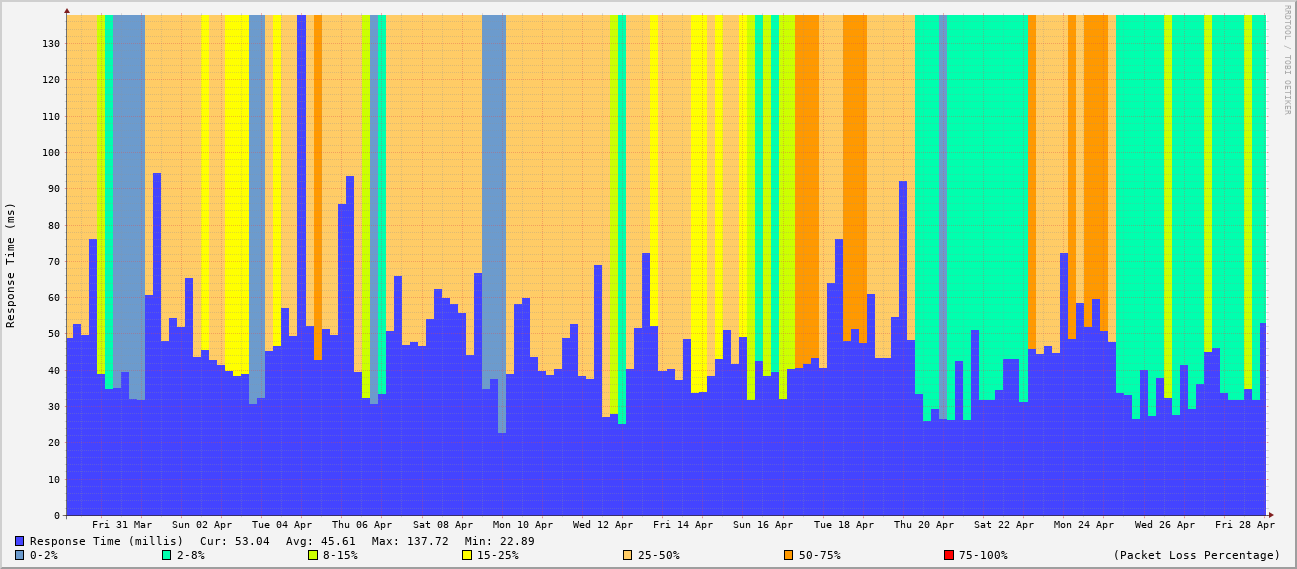 RRDTOOL / TOBI OETIKER
Response Time (ms)
130
120
110
100
90
80
70
60
50
40
30
20
10
0
Fri 31 Mar Sun 02 Apr Tue 04 Apr Thu 06 Apr Sat 08 Apr Mon 10 Apr Wed 12 Apr Fri 14 Apr Sun 16 Apr Tue 18 Apr Thu 20 Apr Sat 22 Apr Mon 24 Apr Wed 26 Apr Fri 28 Apr
Response Time (millis) Cur: 53.04 Avg: 45.61 Max: 137.72 Min: 22.89
0-2% 2-8% 8-15% 15-25% 25-50% 50-75% 75-100% (Packet Loss Percentage)